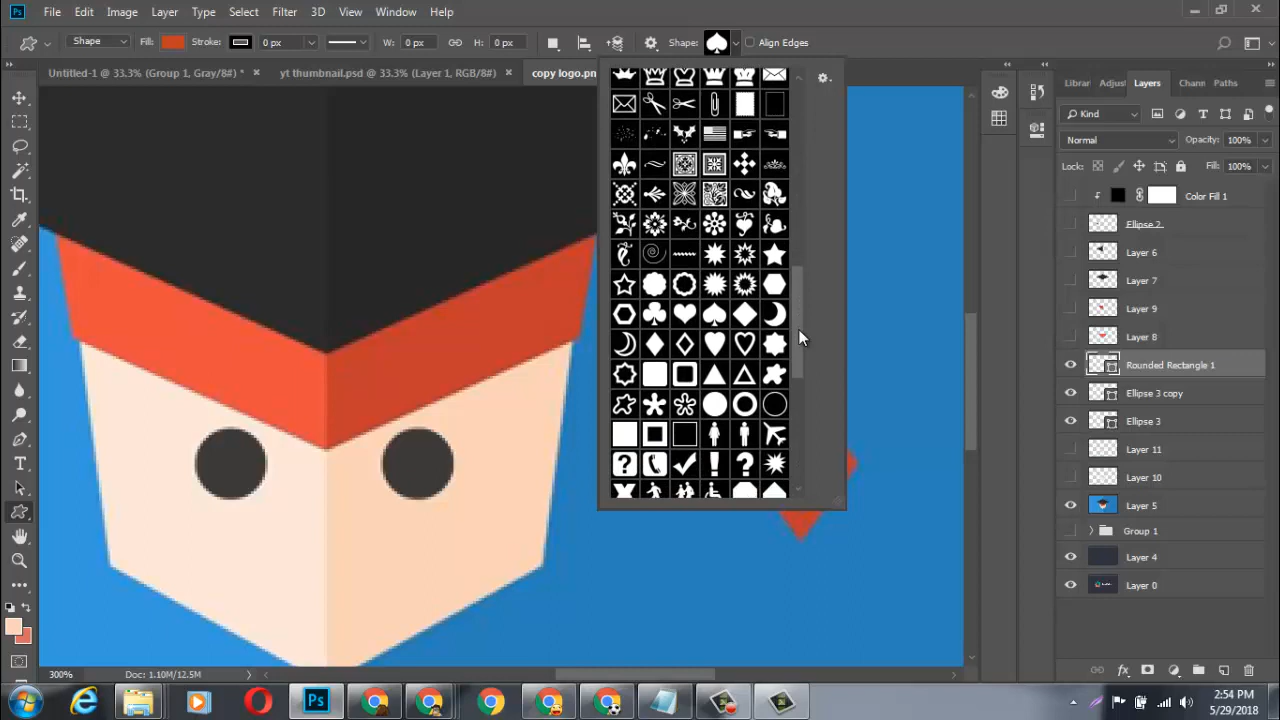 Ps File Edit Image Layer Type Select Filter 3D View Window Help
Shape Fill: Stroke: 0 px W: 0 px H: 0 px Shape: Align Edges
Untitled-1 @ 33.3% (Group 1, Gray/8#) * yt thumbnail.psd @ 33.3% (Layer 1, RGB/8#) copy logo.pn
Librar Adjus Layers Chann Paths
Kind
Normal Opacity: 100%
Lock: Fill: 100%
Color Fill 1
Ellipse 2
Layer 6
Layer 7
Layer 9
Layer 8
Rounded Rectangle 1
Ellipse 3 copy
Ellipse 3
Layer 11
Layer 10
Layer 5
Group 1
Layer 4
Layer 0
300% Doc: 1.10M/12.5M
fx
Ps
2:54 PM
5/29/2018